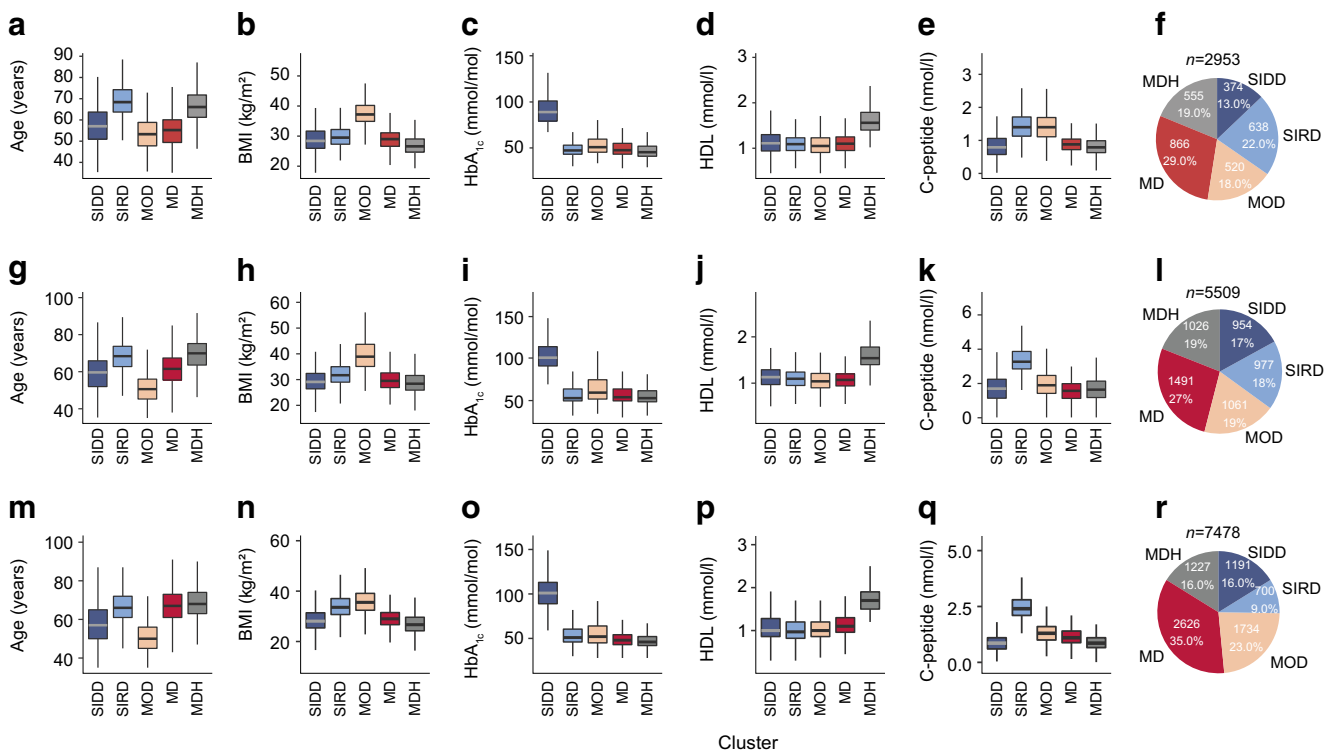 a
Age (years)
90
80
70
60
50
40
SIDD
SIRD
MOD
MD
MDH
b
BMI (kg/m²)
50
40
30
20
SIDD
SIRD
MOD
MD
MDH
c
HbA1c (mmol/mol)
150
100
50
SIDD
SIRD
MOD
MD
MDH
d
HDL (mmol/l)
3
2
1
SIDD
SIRD
MOD
MD
MDH
e
C-peptide (nmol/l)
3
2
1
0
SIDD
SIRD
MOD
MD
MDH
f
n=2953
MDH
SIDD
555
19.0%
374
13.0%
638
22.0%
SIRD
866
29.0%
520
18.0%
MD
MOD
g
Age (years)
100
80
60
40
SIDD
SIRD
MOD
MD
MDH
h
BMI (kg/m²)
60
50
40
30
20
SIDD
SIRD
MOD
MD
MDH
i
HbA1c (mmol/mol)
150
100
50
SIDD
SIRD
MOD
MD
MDH
j
HDL (mmol/l)
2
1
SIDD
SIRD
MOD
MD
MDH
k
C-peptide (nmol/l)
6
4
2
0
SIDD
SIRD
MOD
MD
MDH
l
n=5509
MDH
SIDD
1026
19%
954
17%
977
18%
SIRD
1491
27%
1061
19%
MD
MOD
m
Age (years)
100
80
60
40
SIDD
SIRD
MOD
MD
MDH
n
BMI (kg/m²)
60
40
20
SIDD
SIRD
MOD
MD
MDH
o
HbA1c (mmol/mol)
150
100
50
SIDD
SIRD
MOD
MD
MDH
p
HDL (mmol/l)
3
2
1
0
SIDD
SIRD
MOD
MD
MDH
q
C-peptide (nmol/l)
5.0
2.5
0.0
SIDD
SIRD
MOD
MD
MDH
r
n=7478
MDH
SIDD
1227
16.0%
1191
16.0%
SIRD
700
9.0%
2626
35.0%
1734
23.0%
MD
MOD
Cluster